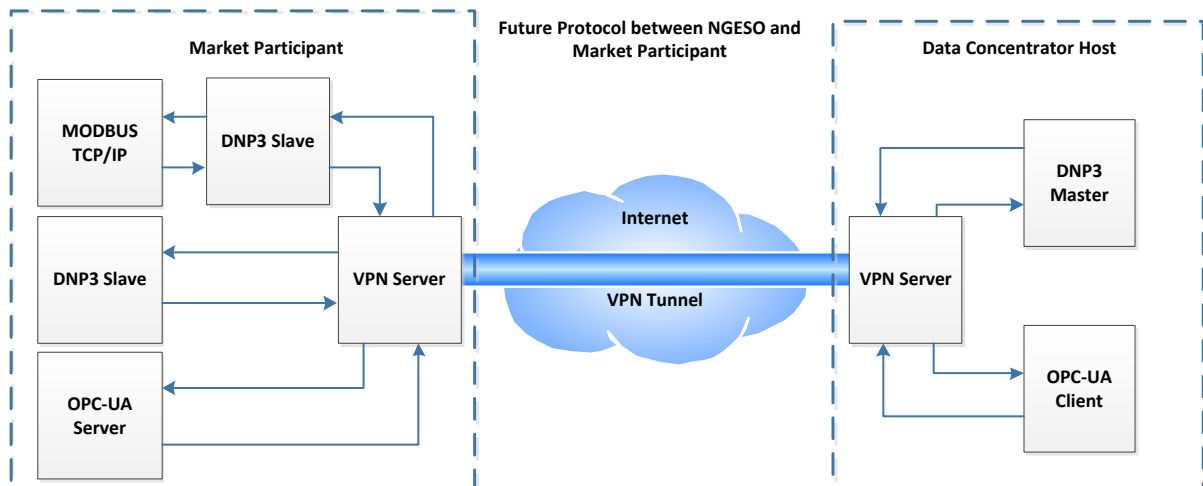 Market Participant
Future Protocol between NGESO and
Market Participant
Data Concentrator Host
MODBUS
TCP/IP
DNP3 Slave
DNP3 Slave
OPC-UA
Server
VPN Server
Internet
VPN Tunnel
VPN Server
DNP3
Master
OPC-UA
Client